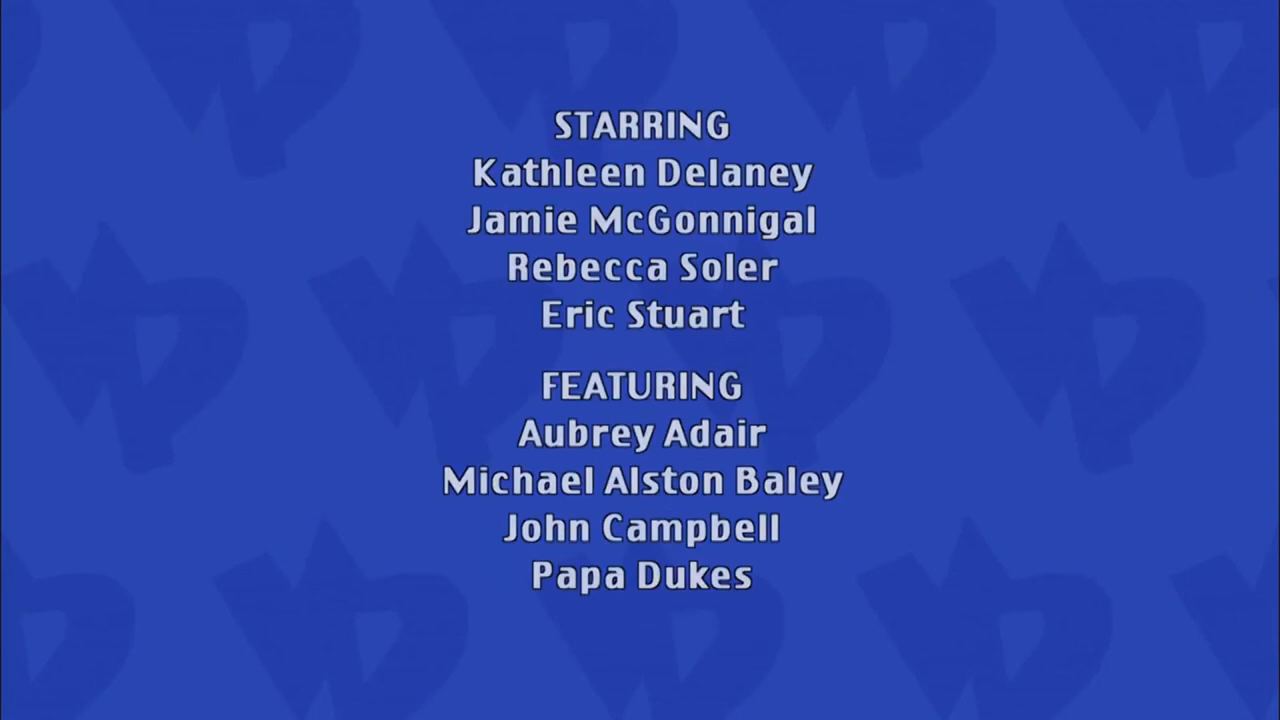 STARRING
Kathleen Delaney
Jamie McGonnigal
Rebecca Soler
Eric Stuart
FEATURING
Aubrey Adair
Michael Alston Baley
John Campbell
Papa Dukes